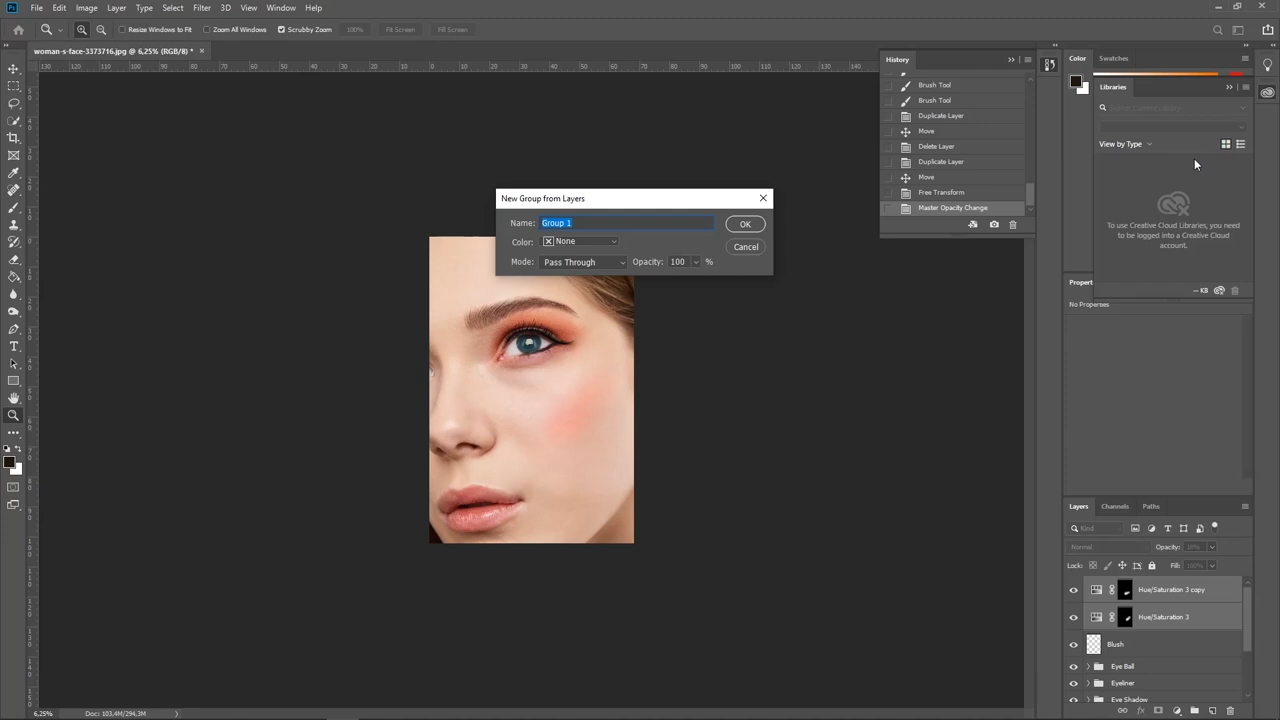 Ps File Edit Image Layer Type Select Filter 3D View Window Help
Resize Windows to Fit Zoom All Windows Scrubby Zoom 100% Fit Screen Fill Screen
woman-s-face-3373716.jpg @ 6,25% (RGB/8) *
History
Brush Tool
Brush Tool
Duplicate Layer
Move
Delete Layer
Duplicate Layer
Move
Free Transform
Master Opacity Change
Color Swatches
Libraries
Search Current Library
View by Type
To use Creative Cloud Libraries, you need to be logged into a Creative Cloud account.
-- KB
Properties
No Properties
New Group from Layers
Name: Group 1
OK
Color: None
Cancel
Mode: Pass Through Opacity: 100 %
Layers Channels Paths
Kind
Normal Opacity:
Lock: Fill: 100%
Hue/Saturation 3 copy
Hue/Saturation 3
Blush
Eye Ball
Eyeliner
Eye Shadow
6,25% Doc: 103,4M/294,3M